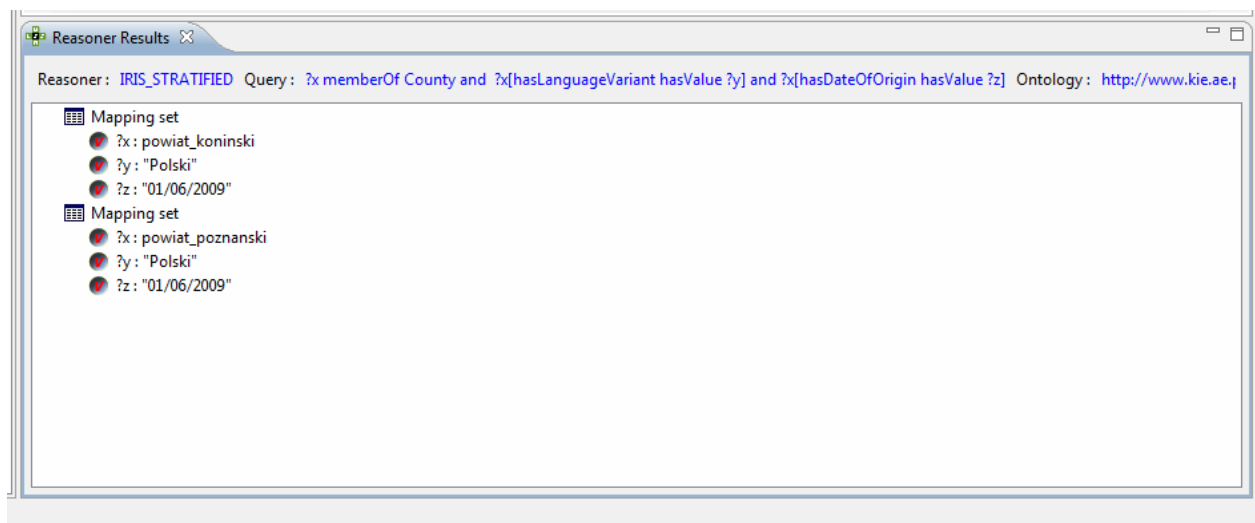 Reasoner Results
Reasoner : IRIS_STRATIFIED Query : ?x memberOf County and ?x[hasLanguageVariant hasValue ?y] and ?x[hasDateOfOrigin hasValue ?z] Ontology : http://www.kie.ae.p
Mapping set
?x : powiat_koninski
?y : "Polski"
?z : "01/06/2009"
Mapping set
?x : powiat_poznanski
?y : "Polski"
?z : "01/06/2009"